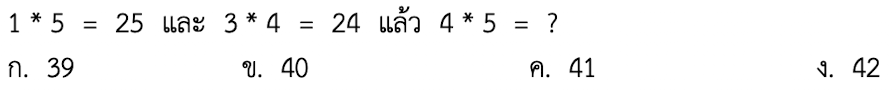 1 * 5 = 25 และ 3 * 4 = 24 แล้ว 4 * 5 = ?
ก. 39 ข. 40 ค. 41 ง. 42